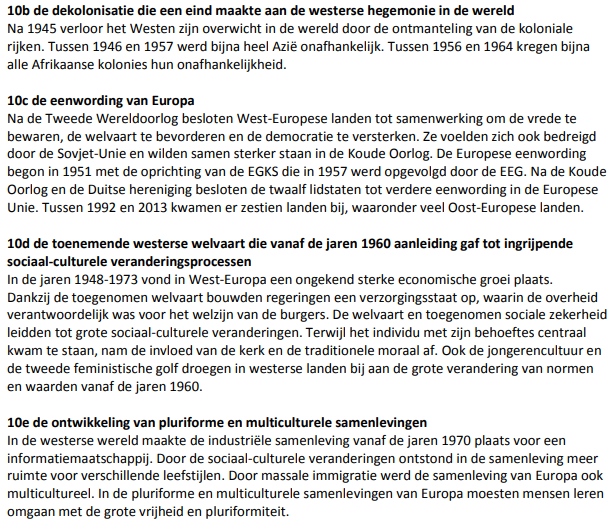 10b de dekolonisatie die een eind maakte aan de westerse hegemonie in de wereld
Na 1945 verloor het Westen zijn overwicht in de wereld door de ontmanteling van de koloniale
rijken. Tussen 1946 en 1957 werd bijna heel Azië onafhankelijk. Tussen 1956 en 1964 kregen bijna
alle Afrikaanse kolonies hun onafhankelijkheid.
10c de eenwording van Europa
Na de Tweede Wereldoorlog besloten West-Europese landen tot samenwerking om de vrede te
bewaren, de welvaart te bevorderen en de democratie te versterken. Ze voelden zich ook bedreigd
door de Sovjet-Unie en wilden samen sterker staan in de Koude Oorlog. De Europese eenwording
begon in 1951 met de oprichting van de EGKS die in 1957 werd opgevolgd door de EEG. Na de Koude
Oorlog en de Duitse hereniging besloten de twaalf lidstaten tot verdere eenwording in de Europese
Unie. Tussen 1992 en 2013 kwamen er zestien landen bij, waaronder veel Oost-Europese landen.
10d de toenemende westerse welvaart die vanaf de jaren 1960 aanleiding gaf tot ingrijpende
sociaal-culturele veranderingsprocessen
In de jaren 1948-1973 vond in West-Europa een ongekend sterke economische groei plaats.
Dankzij de toegenomen welvaart bouwden regeringen een verzorgingsstaat op, waarin de overheid
verantwoordelijk was voor het welzijn van de burgers. De welvaart en toegenomen sociale zekerheid
leidden tot grote sociaal-culturele veranderingen. Terwijl het individu met zijn behoeftes centraal
kwam te staan, nam de invloed van de kerk en de traditionele moraal af. Ook de jongerencultuur en
de tweede feministische golf droegen in westerse landen bij aan de grote verandering van normen
en waarden vanaf de jaren 1960.
10e de ontwikkeling van pluriforme en multiculturele samenlevingen
In de westerse wereld maakte de industriële samenleving vanaf de jaren 1970 plaats voor een
informatiemaatschappij. Door de sociaal-culturele veranderingen ontstond in de samenleving meer
ruimte voor verschillende leefstijlen. Door massale immigratie werd de samenleving van Europa ook
multicultureel. In de pluriforme en multiculturele samenlevingen van Europa moesten mensen leren
omgaan met de grote vrijheid en pluriformiteit.